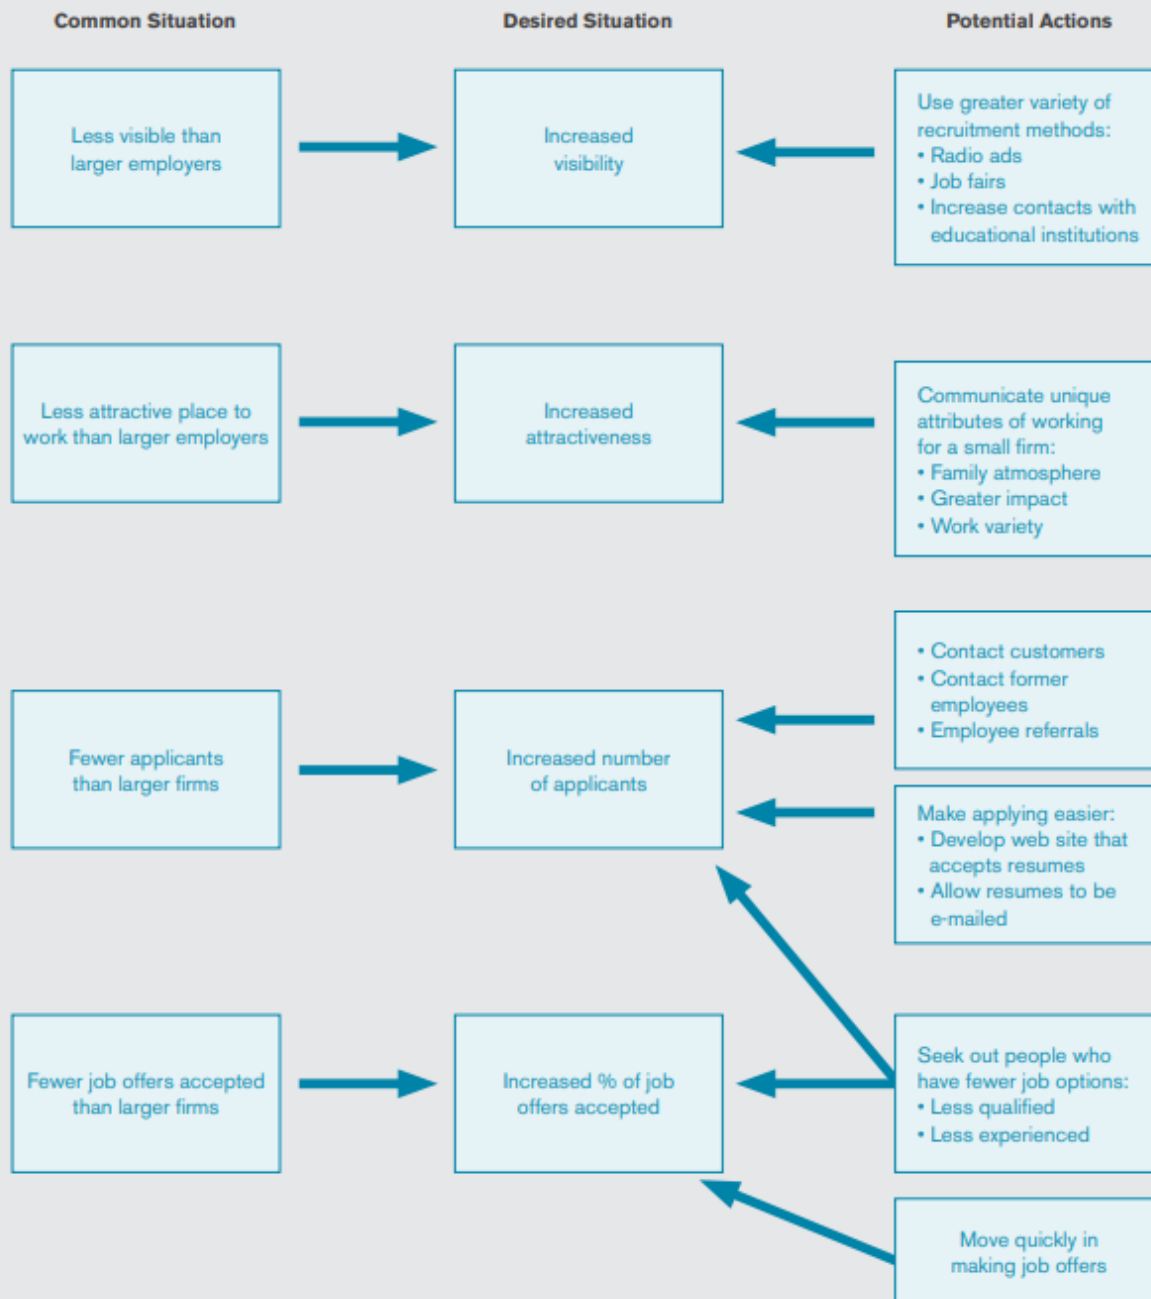 Common Situation
Desired Situation
Potential Actions
Less visible than
larger employers
Increased
visibility
Use greater variety of
recruitment methods:
• Radio ads
• Job fairs
• Increase contacts with
educational institutions
Less attractive place to
work than larger employers
Increased
attractiveness
Communicate unique
attributes of working
for a small firm:
• Family atmosphere
• Greater impact
• Work variety
Fewer applicants
than larger firms
Increased number
of applicants
• Contact customers
• Contact former
employees
• Employee referrals
Make applying easier:
• Develop web site that
accepts resumes
• Allow resumes to be
e-mailed
Fewer job offers accepted
than larger firms
Increased % of job
offers accepted
Seek out people who
have fewer job options:
• Less qualified
• Less experienced
Move quickly in
making job offers